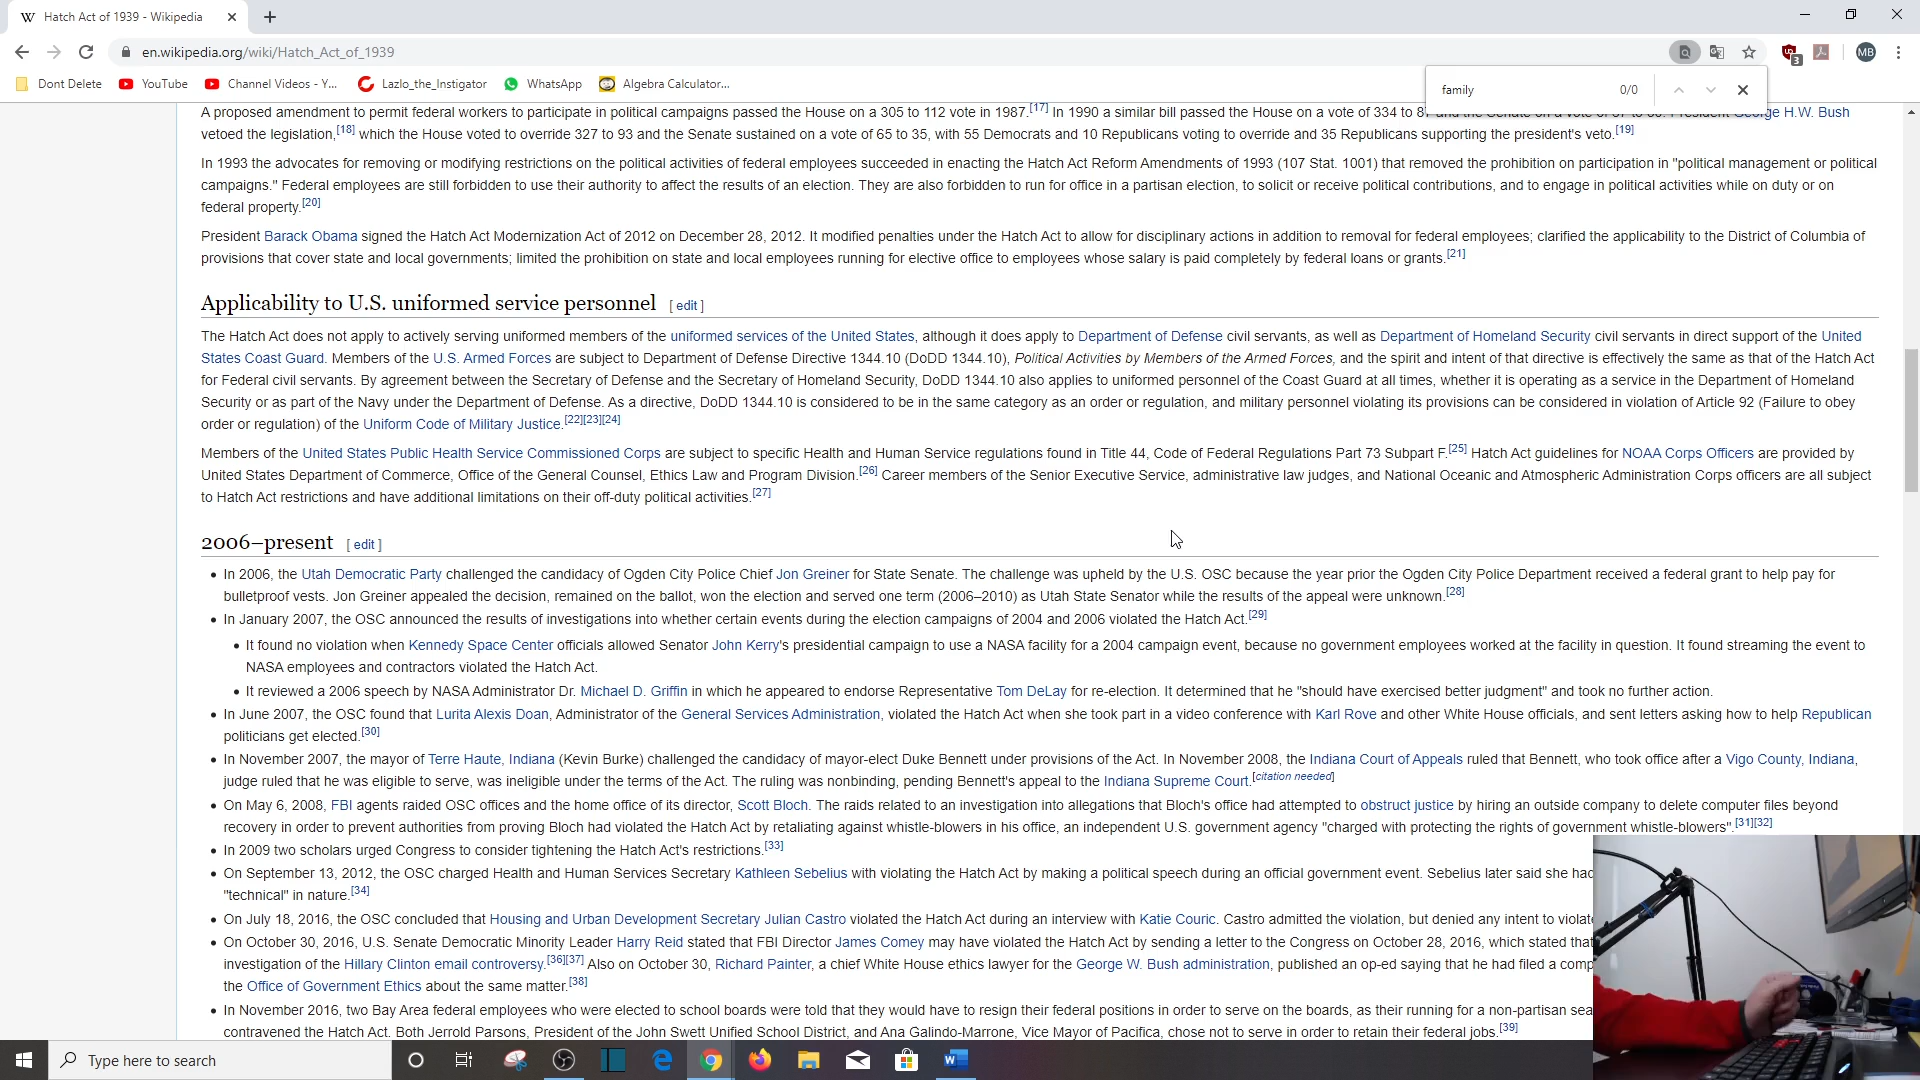 Hatch Act of 1939 - Wikipedia
en.wikipedia.org/wiki/Hatch_Act_of_1939
3
MB
Dont Delete
YouTube
Channel Videos - Y...
Lazlo_the_Instigator
WhatsApp
Algebra Calculator...
family 0/0
A proposed amendment to permit federal workers to participate in political campaigns passed the House on a 305 to 112 vote in 1987.[17] In 1990 a similar bill passed the House on a vote of 334 to George H.W. Bush
vetoed the legislation,[18] which the House voted to override 327 to 93 and the Senate sustained on a vote of 65 to 35, with 55 Democrats and 10 Republicans voting to override and 35 Republicans supporting the president's veto.[19]
In 1993 the advocates for removing or modifying restrictions on the political activities of federal employees succeeded in enacting the Hatch Act Reform Amendments of 1993 (107 Stat. 1001) that removed the prohibition on participation in "political management or political
campaigns." Federal employees are still forbidden to use their authority to affect the results of an election. They are also forbidden to run for office in a partisan election, to solicit or receive political contributions, and to engage in political activities while on duty or on
federal property.[20]
President Barack Obama signed the Hatch Act Modernization Act of 2012 on December 28, 2012. It modified penalties under the Hatch Act to allow for disciplinary actions in addition to removal for federal employees; clarified the applicability to the District of Columbia of
provisions that cover state and local governments; limited the prohibition on state and local employees running for elective office to employees whose salary is paid completely by federal loans or grants.[21]
Applicability to U.S. uniformed service personnel [ edit ]
The Hatch Act does not apply to actively serving uniformed members of the uniformed services of the United States, although it does apply to Department of Defense civil servants, as well as Department of Homeland Security civil servants in direct support of the United
States Coast Guard. Members of the U.S. Armed Forces are subject to Department of Defense Directive 1344.10 (DoDD 1344.10), Political Activities by Members of the Armed Forces, and the spirit and intent of that directive is effectively the same as that of the Hatch Act
for Federal civil servants. By agreement between the Secretary of Defense and the Secretary of Homeland Security, DoDD 1344.10 also applies to uniformed personnel of the Coast Guard at all times, whether it is operating as a service in the Department of Homeland
Security or as part of the Navy under the Department of Defense. As a directive, DoDD 1344.10 is considered to be in the same category as an order or regulation, and military personnel violating its provisions can be considered in violation of Article 92 (Failure to obey
order or regulation) of the Uniform Code of Military Justice.[22][23][24]
Members of the United States Public Health Service Commissioned Corps are subject to specific Health and Human Service regulations found in Title 44, Code of Federal Regulations Part 73 Subpart F.[25] Hatch Act guidelines for NOAA Corps Officers are provided by
United States Department of Commerce, Office of the General Counsel, Ethics Law and Program Division.[26] Career members of the Senior Executive Service, administrative law judges, and National Oceanic and Atmospheric Administration Corps officers are all subject
to Hatch Act restrictions and have additional limitations on their off-duty political activities.[27]
2006–present [ edit ]
• In 2006, the Utah Democratic Party challenged the candidacy of Ogden City Police Chief Jon Greiner for State Senate. The challenge was upheld by the U.S. OSC because the year prior the Ogden City Police Department received a federal grant to help pay for
bulletproof vests. Jon Greiner appealed the decision, remained on the ballot, won the election and served one term (2006–2010) as Utah State Senator while the results of the appeal were unknown.[28]
• In January 2007, the OSC announced the results of investigations into whether certain events during the election campaigns of 2004 and 2006 violated the Hatch Act.[29]
• It found no violation when Kennedy Space Center officials allowed Senator John Kerry's presidential campaign to use a NASA facility for a 2004 campaign event, because no government employees worked at the facility in question. It found streaming the event to
NASA employees and contractors violated the Hatch Act.
• It reviewed a 2006 speech by NASA Administrator Dr. Michael D. Griffin in which he appeared to endorse Representative Tom DeLay for re-election. It determined that he "should have exercised better judgment" and took no further action.
• In June 2007, the OSC found that Lurita Alexis Doan, Administrator of the General Services Administration, violated the Hatch Act when she took part in a video conference with Karl Rove and other White House officials, and sent letters asking how to help Republican
politicians get elected.[30]
• In November 2007, the mayor of Terre Haute, Indiana (Kevin Burke) challenged the candidacy of mayor-elect Duke Bennett under provisions of the Act. In November 2008, the Indiana Court of Appeals ruled that Bennett, who took office after a Vigo County, Indiana,
judge ruled that he was eligible to serve, was ineligible under the terms of the Act. The ruling was nonbinding, pending Bennett's appeal to the Indiana Supreme Court.[citation needed]
• On May 6, 2008, FBI agents raided OSC offices and the home office of its director, Scott Bloch. The raids related to an investigation into allegations that Bloch's office had attempted to obstruct justice by hiring an outside company to delete computer files beyond
recovery in order to prevent authorities from proving Bloch had violated the Hatch Act by retaliating against whistle-blowers in his office, an independent U.S. government agency "charged with protecting the rights of government whistle-blowers".[31][32]
• In 2009 two scholars urged Congress to consider tightening the Hatch Act's restrictions.[33]
• On September 13, 2012, the OSC charged Health and Human Services Secretary Kathleen Sebelius with violating the Hatch Act by making a political speech during an official government event. Sebelius later said she had
"technical" in nature.[34]
• On July 18, 2016, the OSC concluded that Housing and Urban Development Secretary Julian Castro violated the Hatch Act during an interview with Katie Couric. Castro admitted the violation, but denied any intent to
• On October 30, 2016, U.S. Senate Democratic Minority Leader Harry Reid stated that FBI Director James Comey may have violated the Hatch Act by sending a letter to the Congress on October 28, 2016, which stated
investigation of the Hillary Clinton email controversy.[36][37] Also on October 30, Richard Painter, a chief White House ethics lawyer for the George W. Bush administration, published an op-ed saying that he had filed a
the Office of Government Ethics about the same matter.[38]
• In November 2016, two Bay Area federal employees who were elected to school boards were told that they would have to resign their federal positions in order to serve on the boards, as their running for a non-partisan
contravened the Hatch Act. Both Jerrold Parsons, President of the John Swett Unified School District, and Ana Galindo-Marrone, Vice Mayor of Pacifica, chose not to serve in order to retain their federal jobs.[39]
Type here to search